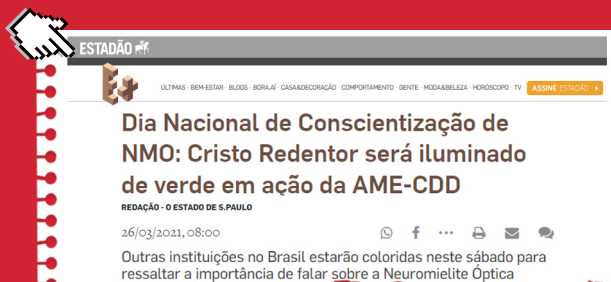 ESTADÃO
E+
ÚLTIMAS · BEM-ESTAR · BLOGS · BORA.AÍ · CASA&DECORAÇÃO · COMPORTAMENTO · GENTE · MODA&BELEZA · HORÓSCOPO · TV
ASSINE ESTADÃO
Dia Nacional de Conscientização de
NMO: Cristo Redentor será iluminado
de verde em ação da AME-CDD
REDAÇÃO - O ESTADO DE S.PAULO
26/03/2021, 08:00
Outras instituições no Brasil estarão coloridas neste sábado para
ressaltar a importância de falar sobre a Neuromielite Óptica